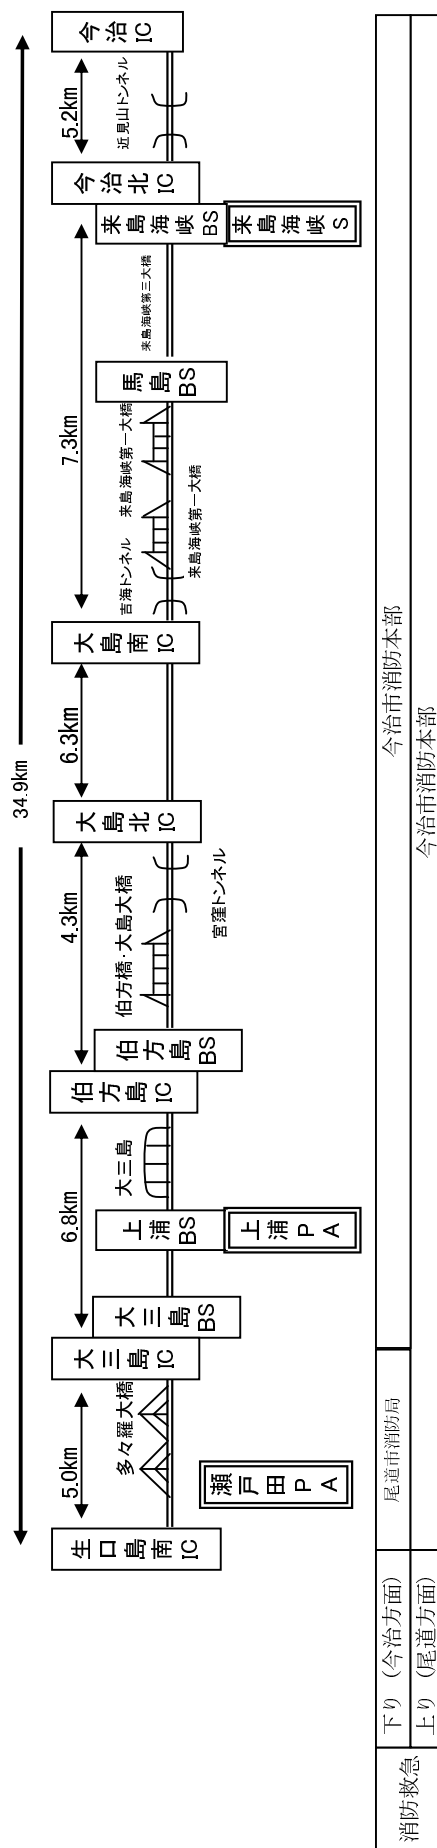 34.9km
5.0km
6.8km
4.3km
6.3km
7.3km
5.2km
生口島南IC
多々羅大橋
瀬戸田PA
大三島IC
大三島BS
上浦BS
上浦PA
大三島
伯方島IC
伯方島BS
伯方橋・大島大橋
宮窪トンネル
大島北IC
大島南IC
吉海トンネル
来島海峡第一大橋
来島海峡第一大橋
馬島BS
来島海峡第三大橋
来島海峡BS
来島海峡S
今治北IC
近見山トンネル
今治IC
消防救急
下り (今治方面)
尾道市消防局
今治市消防本部
上り (尾道方面)
今治市消防本部